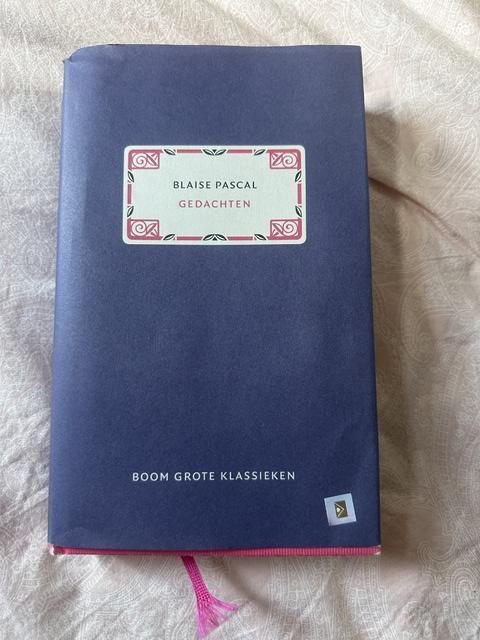 BLAISE PASCAL
GEDACHTEN
BOOM GROTE KLASSIEKEN